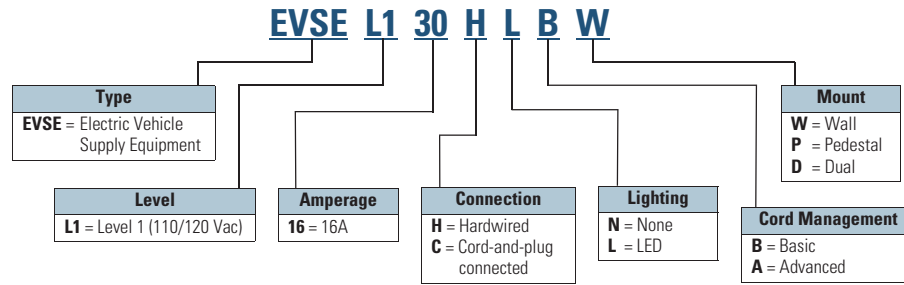 EVSE L1 30 H L B W
Type
EVSE = Electric Vehicle
Supply Equipment
Level
L1 = Level 1 (110/120 Vac)
Amperage
16 = 16A
Connection
H = Hardwired
C = Cord-and-plug
connected
Lighting
N = None
L = LED
Mount
W = Wall
P = Pedestal
D = Dual
Cord Management
B = Basic
A = Advanced